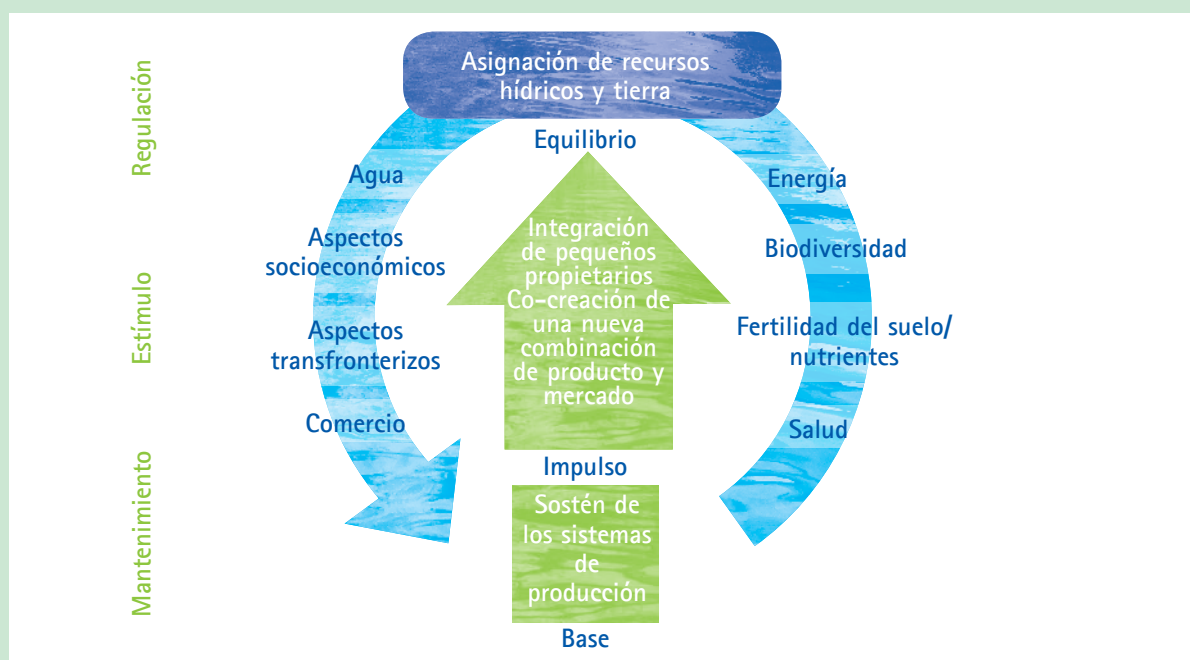 Regulación
Estímulo
Mantenimiento
Asignación de recursos
hídricos y tierra
Equilibrio
Agua
Aspectos
socioeconómicos
Aspectos
transfronterizos
Comercio
Integración
de pequeños
propietarios
Co-creación de
una nueva
combinación
de producto y
mercado
Energía
Biodiversidad
Fertilidad del suelo/
nutrientes
Salud
Impulso
Sostén de
los sistemas
de
producción
Base